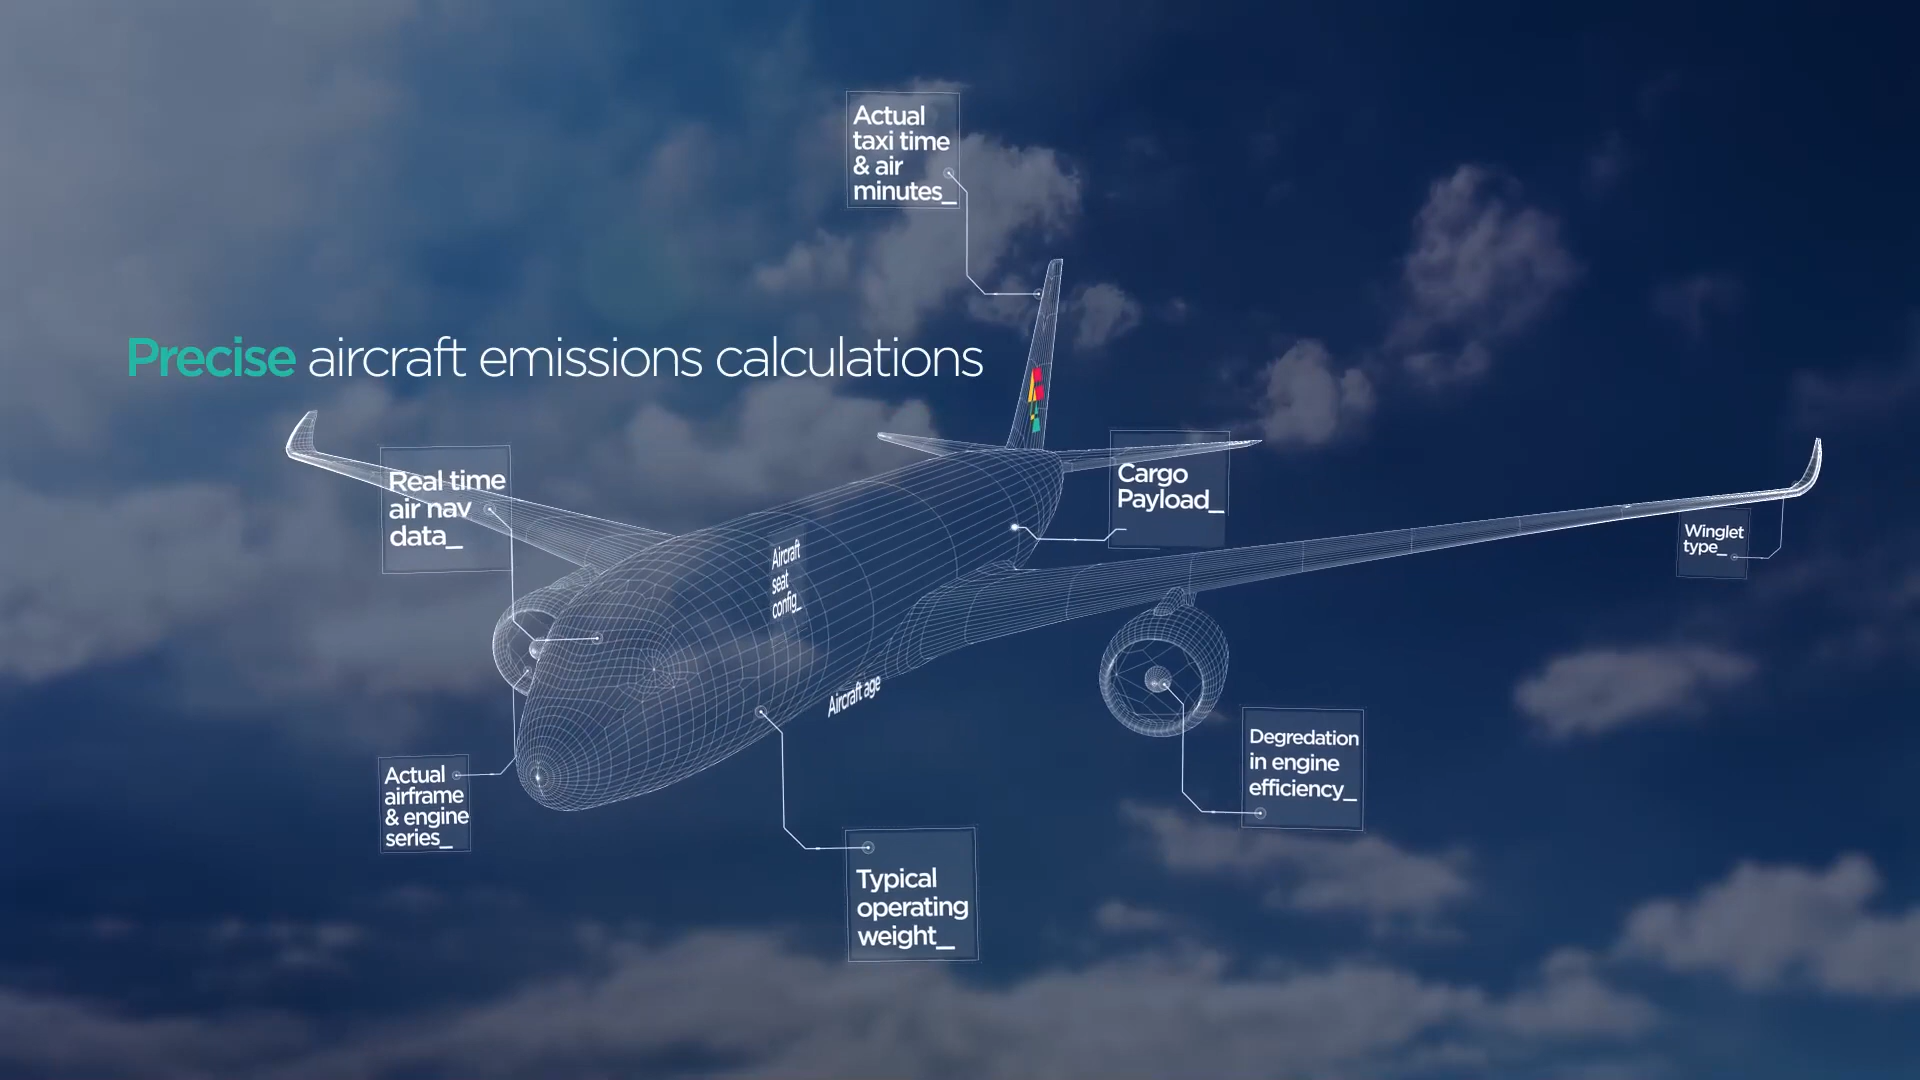 Actual
taxi time
& air
minutes_
Precise aircraft emissions calculations
Real time
air nav
data_
Cargo
Payload_
Winglet
type_
Aircraft
seat
config_
Aircraft age
Actual
airframe
& engine
series_
Degredation
in engine
efficiency_
Typical
operating
weight_